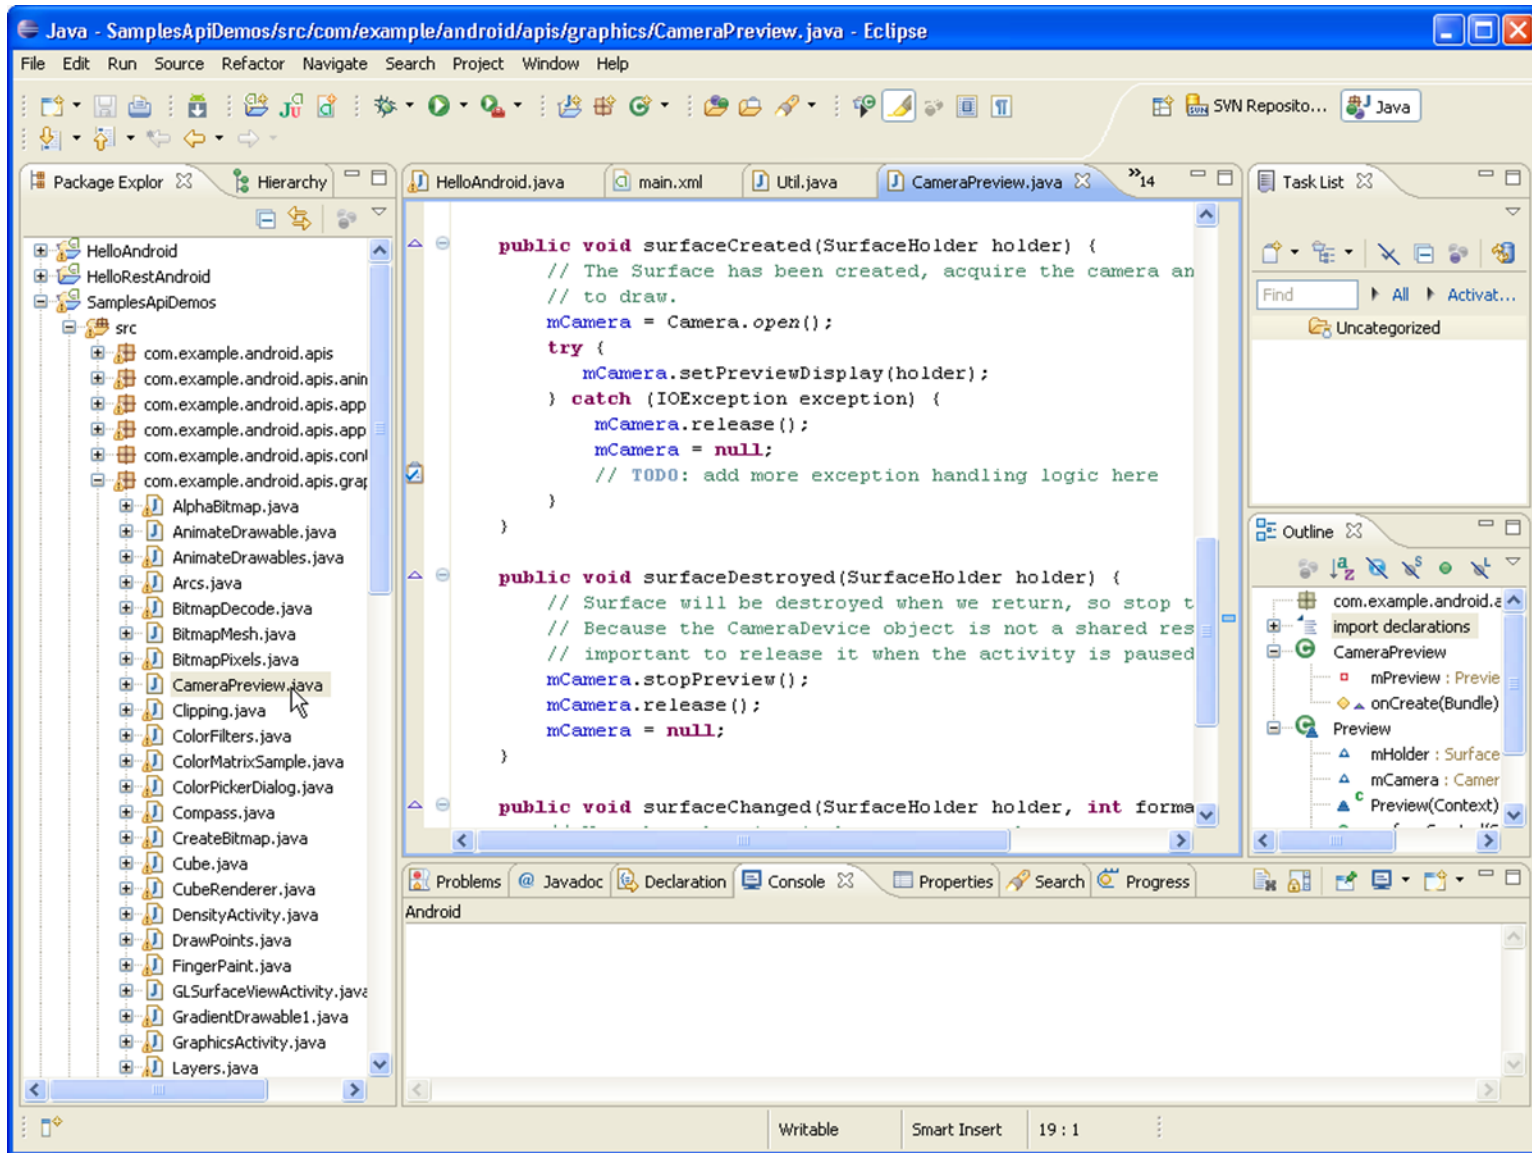 Java - SamplesApiDemos/src/com/example/android/apis/graphics/CameraPreview.java - Eclipse
File Edit Run Source Refactor Navigate Search Project Window Help
SVN Reposito... Java
Package Explor Hierarchy
HelloAndroid
HelloRestAndroid
SamplesApiDemos
src
com.example.android.apis
com.example.android.apis.anin
com.example.android.apis.app
com.example.android.apis.app
com.example.android.apis.cont
com.example.android.apis.grap
AlphaBitmap.java
AnimateDrawable.java
AnimateDrawables.java
Arcs.java
BitmapDecode.java
BitmapMesh.java
BitmapPixels.java
CameraPreview.java
Clipping.java
ColorFilters.java
ColorMatrixSample.java
ColorPickerDialog.java
Compass.java
CreateBitmap.java
Cube.java
CubeRenderer.java
DensityActivity.java
DrawPoints.java
FingerPaint.java
GLSurfaceViewActivity.java
GradientDrawable1.java
GraphicsActivity.java
Layers.java
HelloAndroid.java main.xml Util.java CameraPreview.java »14
public void surfaceCreated(SurfaceHolder holder) {
// The Surface has been created, acquire the camera an
// to draw.
mCamera = Camera.open();
try {
mCamera.setPreviewDisplay(holder);
} catch (IOException exception) {
mCamera.release();
mCamera = null;
// TODO: add more exception handling logic here
}
}
public void surfaceDestroyed(SurfaceHolder holder) {
// Surface will be destroyed when we return, so stop t
// Because the CameraDevice object is not a shared res
// important to release it when the activity is paused
mCamera.stopPreview();
mCamera.release();
mCamera = null;
}
public void surfaceChanged(SurfaceHolder holder, int forma
Task List
Find All Activat...
Uncategorized
Outline
com.example.android.a
import declarations
CameraPreview
mPreview : Previe
onCreate(Bundle)
Preview
mHolder : Surface
mCamera : Camer
Preview(Context)
Problems Javadoc Declaration Console Properties Search Progress
Android
Writable Smart Insert 19 : 1